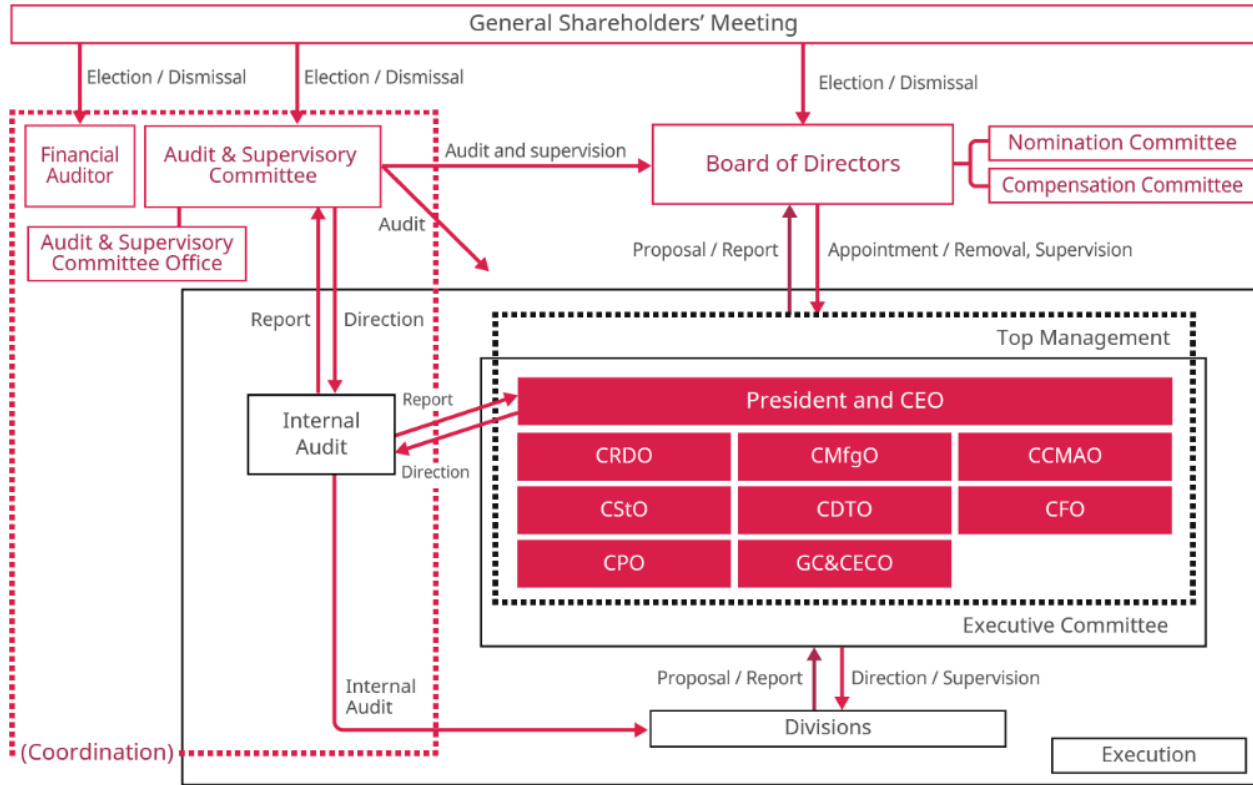 General Shareholders’ Meeting
Election / Dismissal
Election / Dismissal
Election / Dismissal
Financial
Auditor
Audit & Supervisory
Committee
Audit and supervision
Board of Directors
Nomination Committee
Compensation Committee
Audit & Supervisory
Committee Office
Audit
Proposal / Report
Appointment / Removal, Supervision
Report
Direction
Top Management
Internal
Audit
Report
Direction
President and CEO
CRDO
CMfgO
CCMAO
CStO
CDTO
CFO
CPO
GC&CECO
Executive Committee
Proposal / Report
Direction / Supervision
Internal
Audit
Divisions
(Coordination)
Execution